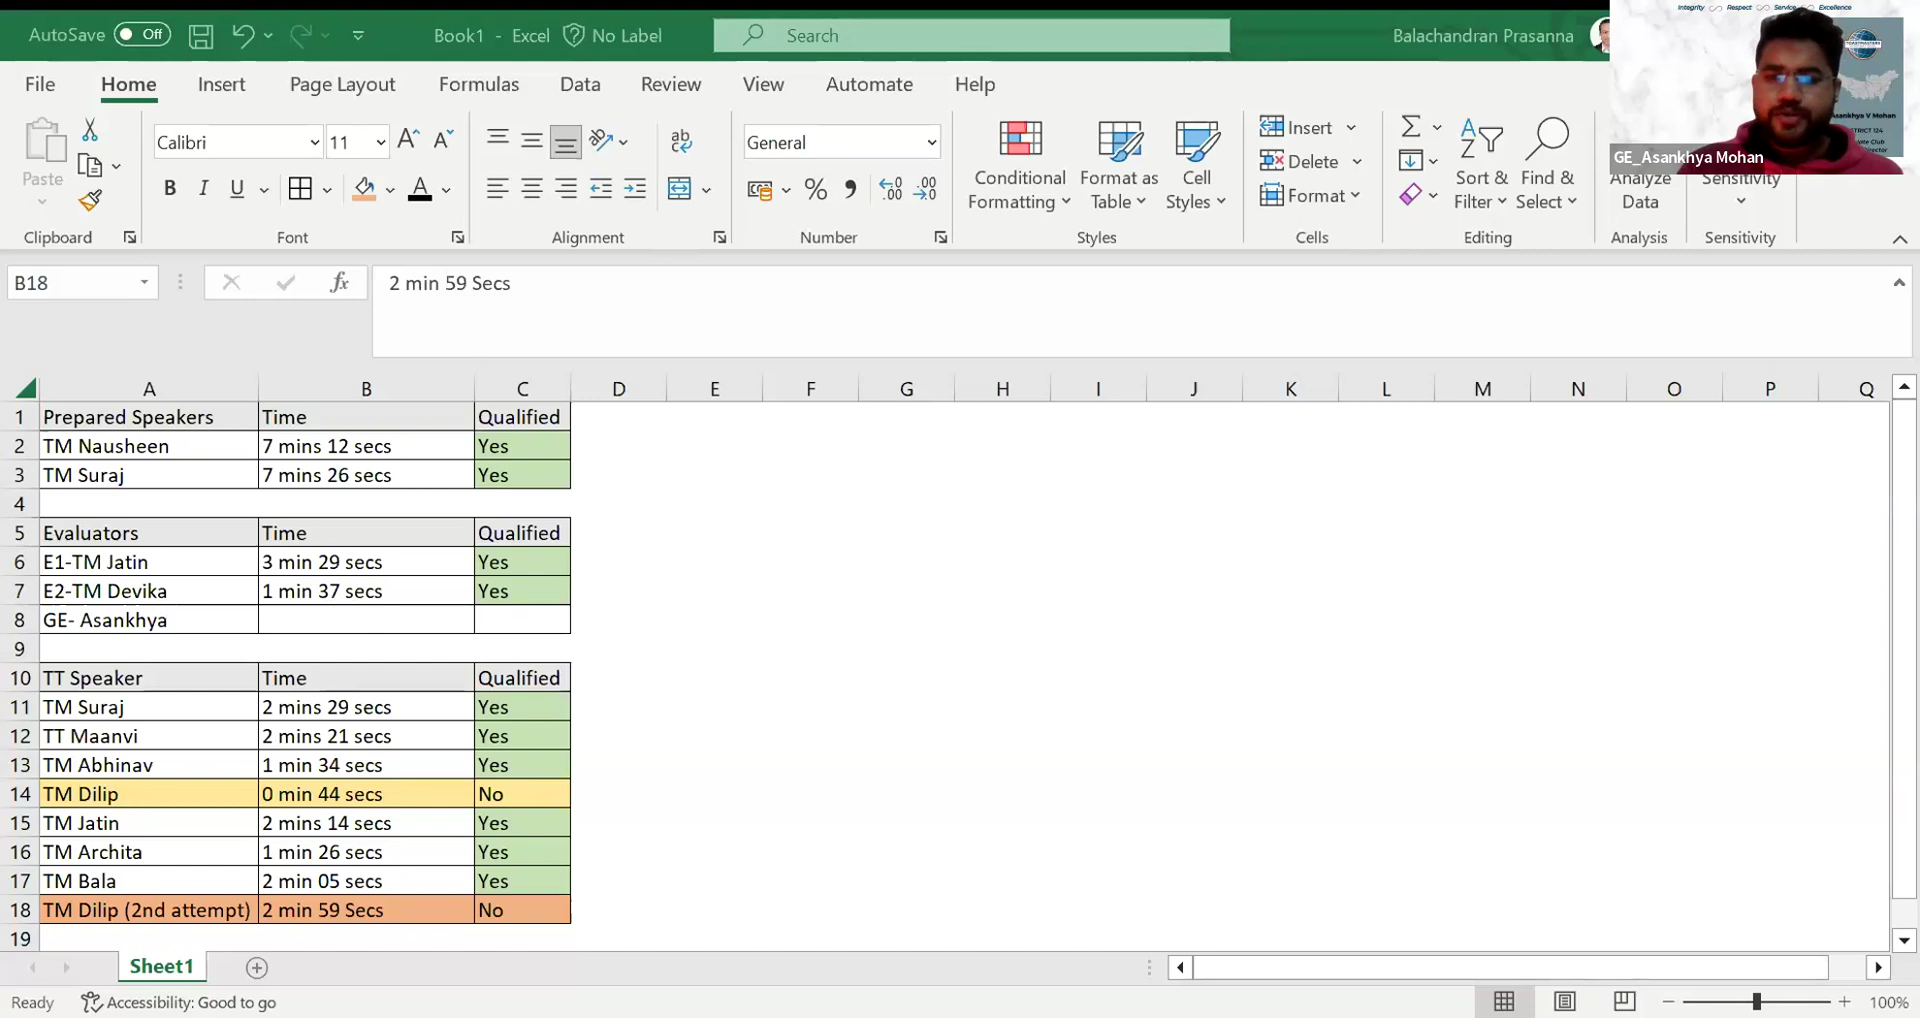 AutoSave Off Book1 - Excel No Label Search Balachandran Prasanna
Integrity Respect Service Excellence
File Home Insert Page Layout Formulas Data Review View Automate Help
Asankhya V Mohan
GE_Asankhya Mohan
Paste
Clipboard
Calibri 11
B I U
Font
ab
Alignment
General
Number
Conditional Formatting
Format as Table
Cell Styles
Styles
Insert
Delete
Format
Cells
Sort & Filter
Find & Select
Editing
Analyze Data
Analysis
Sensitivity
Sensitivity
B18 fx 2 min 59 Secs
A B C D E F G H I J K L M N O P Q
1 Prepared Speakers Time Qualified
2 TM Nausheen 7 mins 12 secs Yes
3 TM Suraj 7 mins 26 secs Yes
4
5 Evaluators Time Qualified
6 E1-TM Jatin 3 min 29 secs Yes
7 E2-TM Devika 1 min 37 secs Yes
8 GE- Asankhya
9
10 TT Speaker Time Qualified
11 TM Suraj 2 mins 29 secs Yes
12 TT Maanvi 2 mins 21 secs Yes
13 TM Abhinav 1 min 34 secs Yes
14 TM Dilip 0 min 44 secs No
15 TM Jatin 2 mins 14 secs Yes
16 TM Archita 1 min 26 secs Yes
17 TM Bala 2 min 05 secs Yes
18 TM Dilip (2nd attempt) 2 min 59 Secs No
19
Sheet1
Ready Accessibility: Good to go 100%